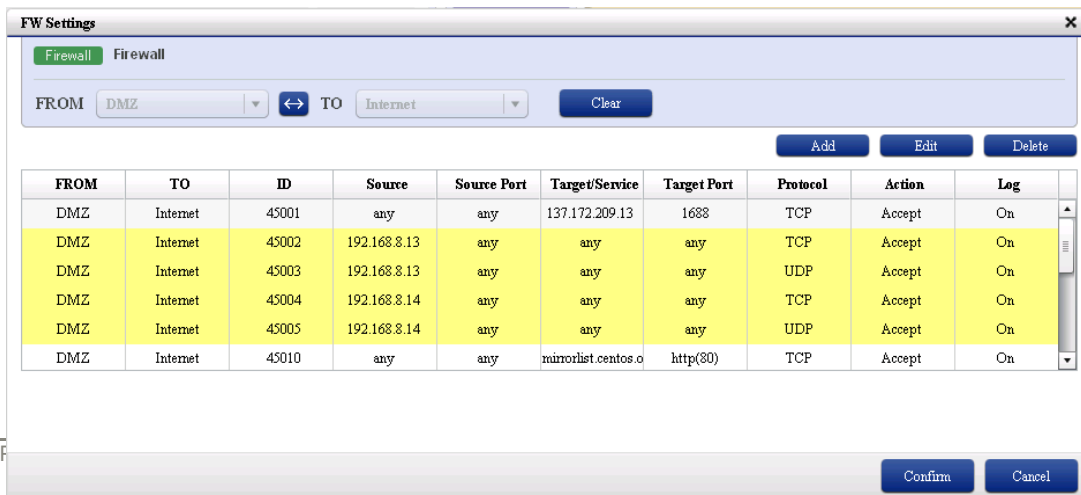 FW Settings
Firewall Firewall
FROM DMZ TO Internet Clear
Add Edit Delete
FROM TO ID Source Source Port Target/Service Target Port Protocol Action Log
DMZ Internet 45001 any any 137.172.209.13 1688 TCP Accept On
DMZ Internet 45002 192.168.8.13 any any any TCP Accept On
DMZ Internet 45003 192.168.8.13 any any any UDP Accept On
DMZ Internet 45004 192.168.8.14 any any any TCP Accept On
DMZ Internet 45005 192.168.8.14 any any any UDP Accept On
DMZ Internet 45010 any any mirrorlist.centos.o http(80) TCP Accept On
Confirm Cancel